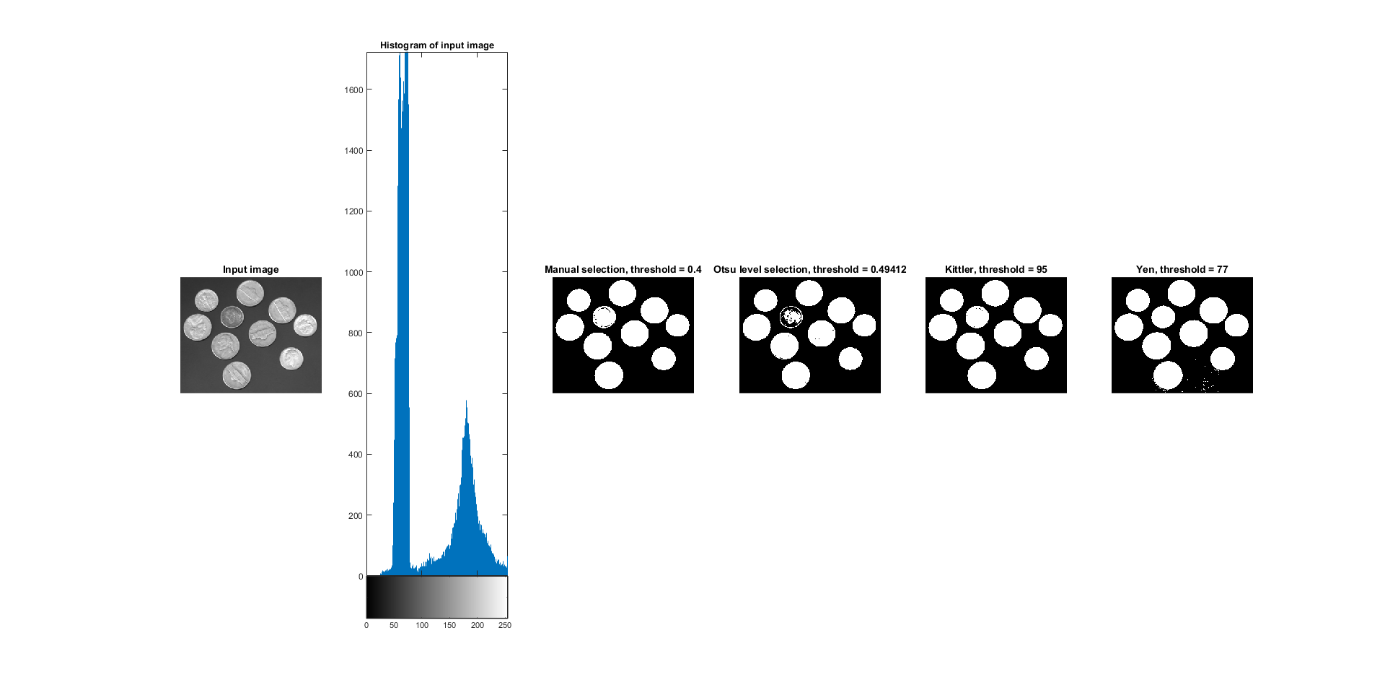 Histogram of input image
1600
1400
1200
1000
800
600
400
200
0
0 50 100 150 200 250
Input image
Manual selection, threshold = 0.4
Otsu level selection, threshold = 0.49412
Kittler, threshold = 95
Yen, threshold = 77